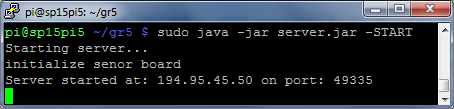 pi@sp15pi5: ~/gr5
pi@sp15pi5: ~/gr5 $ sudo java -jar server.jar -START
Starting server...
initialize senor board
Server started at: 194.95.45.50 on port: 49335